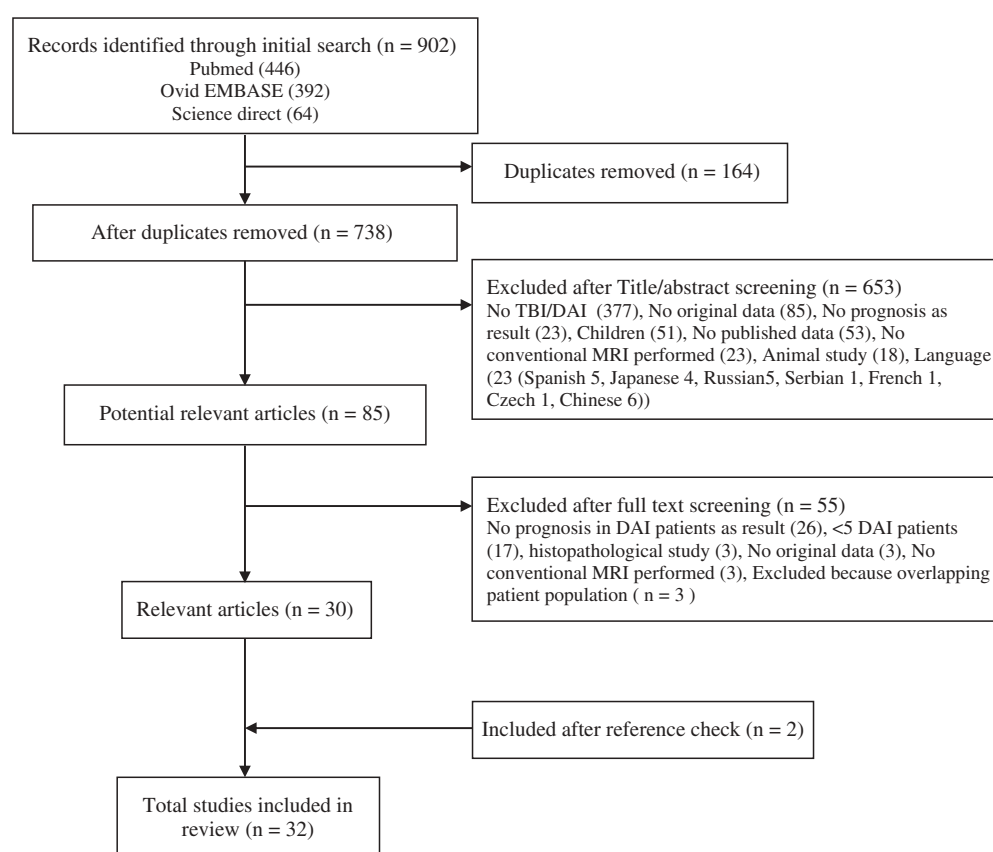 Records identified through initial search (n = 902)
Pubmed (446)
Ovid EMBASE (392)
Science direct (64)
Duplicates removed (n = 164)
After duplicates removed (n = 738)
Excluded after Title/abstract screening (n = 653)
No TBI/DAI (377), No original data (85), No prognosis as
result (23), Children (51), No published data (53), No
conventional MRI performed (23), Animal study (18), Language
(23 (Spanish 5, Japanese 4, Russian5, Serbian 1, French 1,
Czech 1, Chinese 6))
Potential relevant articles (n = 85)
Excluded after full text screening (n = 55)
No prognosis in DAI patients as result (26), <5 DAI patients
(17), histopathological study (3), No original data (3), No
conventional MRI performed (3), Excluded because overlapping
patient population ( n = 3 )
Relevant articles (n = 30)
Included after reference check (n = 2)
Total studies included in
review (n = 32)